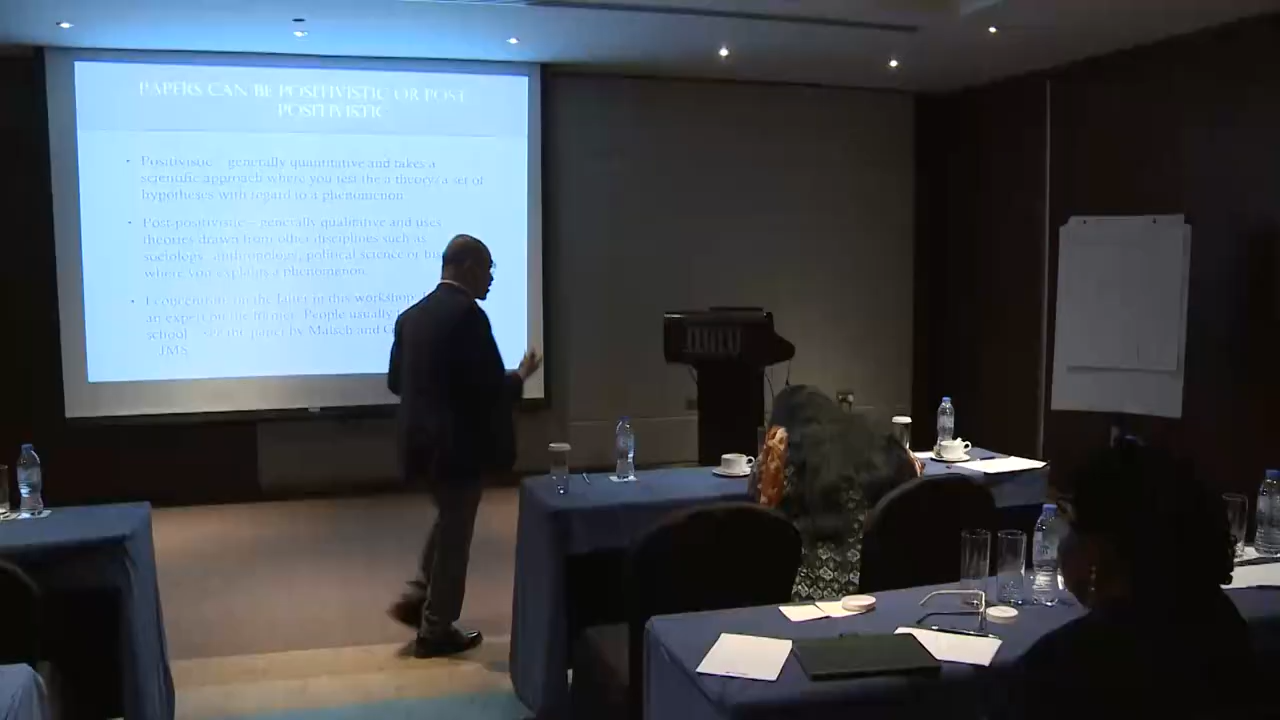 PAPERS CAN BE POSITIVISTIC OR POST
POSITIVISTIC
• Positivistic – generally quantitative and takes a
scientific approach where you test the a theory/a set of
hypotheses with regard to a phenomenon
• Post-positivistic – generally qualitative and uses
theories drawn from other disciplines such as
sociology, anthropology, political science or
where you explain a phenomenon
• on the latter in this workshop
an expert on the former. People usually
school – see the paper by and
JMS